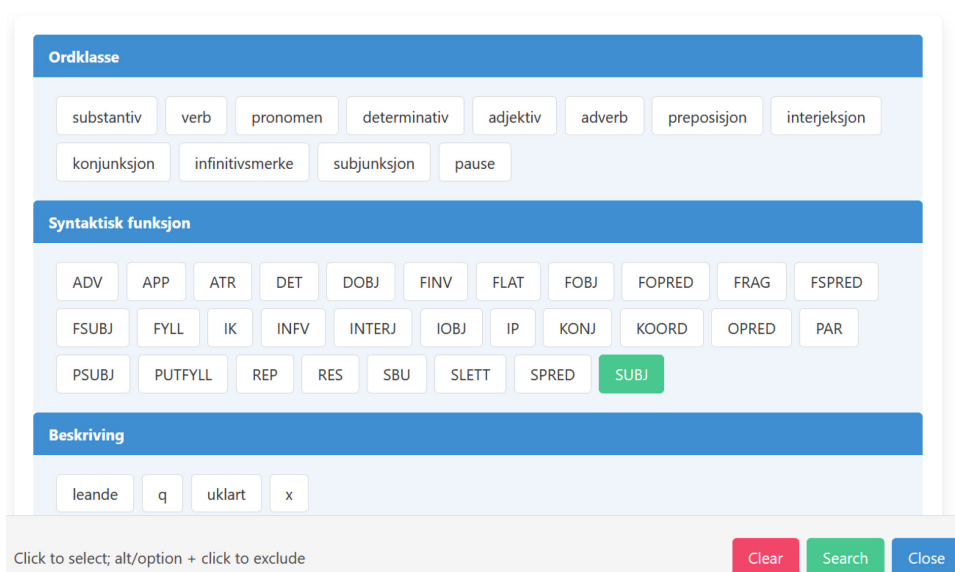 Ordklasse
substantiv verb pronomen determinativ adjektiv adverb preposisjon interjeksjon
konjunksjon infinitivsmerke subjunksjon pause
Syntaktisk funksjon
ADV APP ATR DET DOBJ FINV FLAT FOBJ FOPRED FRAG FSPRED
FSUBJ FYLL IK INFV INTERJ IOBJ IP KONJ KOORD OPRED PAR
PSUBJ PUTFYLL REP RES SBU SLETT SPRED SUBJ
Beskriving
leande q uklart x
Click to select; alt/option + click to exclude Clear Search Close